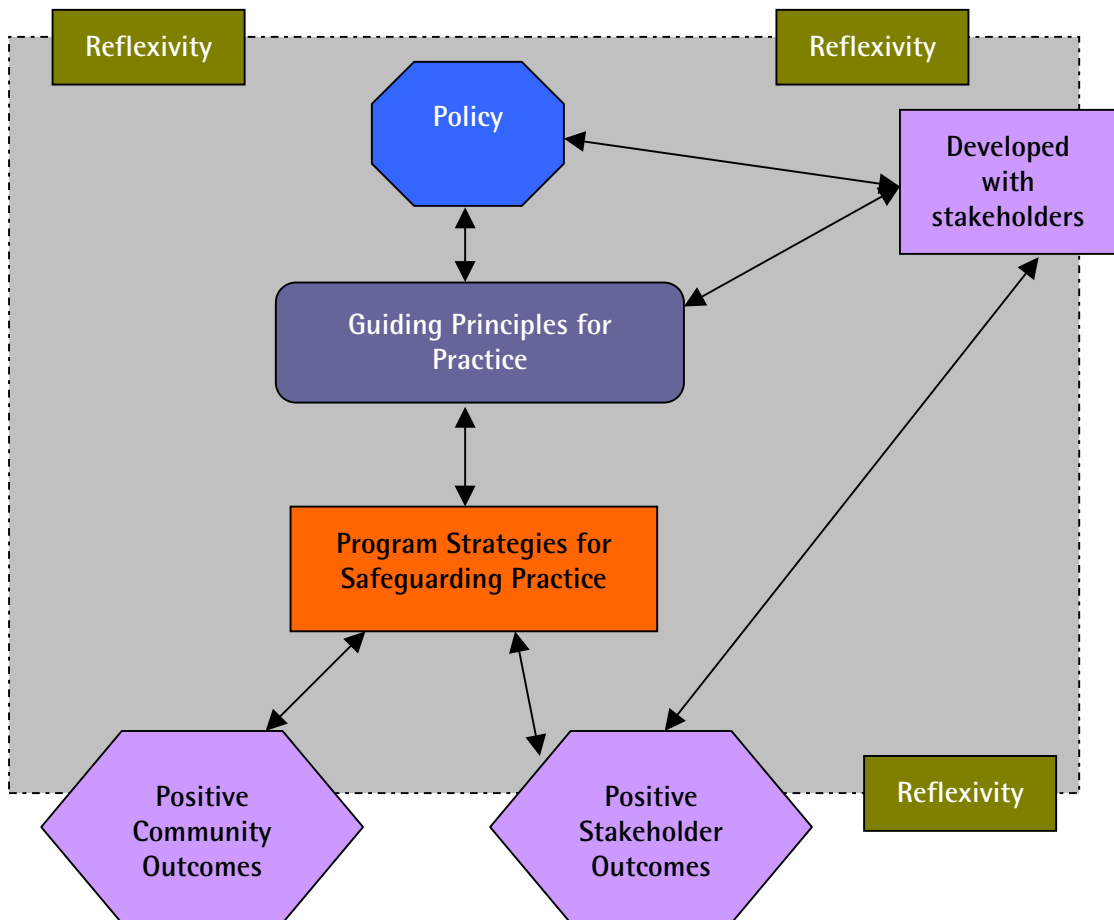 Reflexivity
Reflexivity
Policy
Developed
with
stakeholders
Guiding Principles for
Practice
Program Strategies for
Safeguarding Practice
Positive
Community
Outcomes
Positive
Stakeholder
Outcomes
Reflexivity